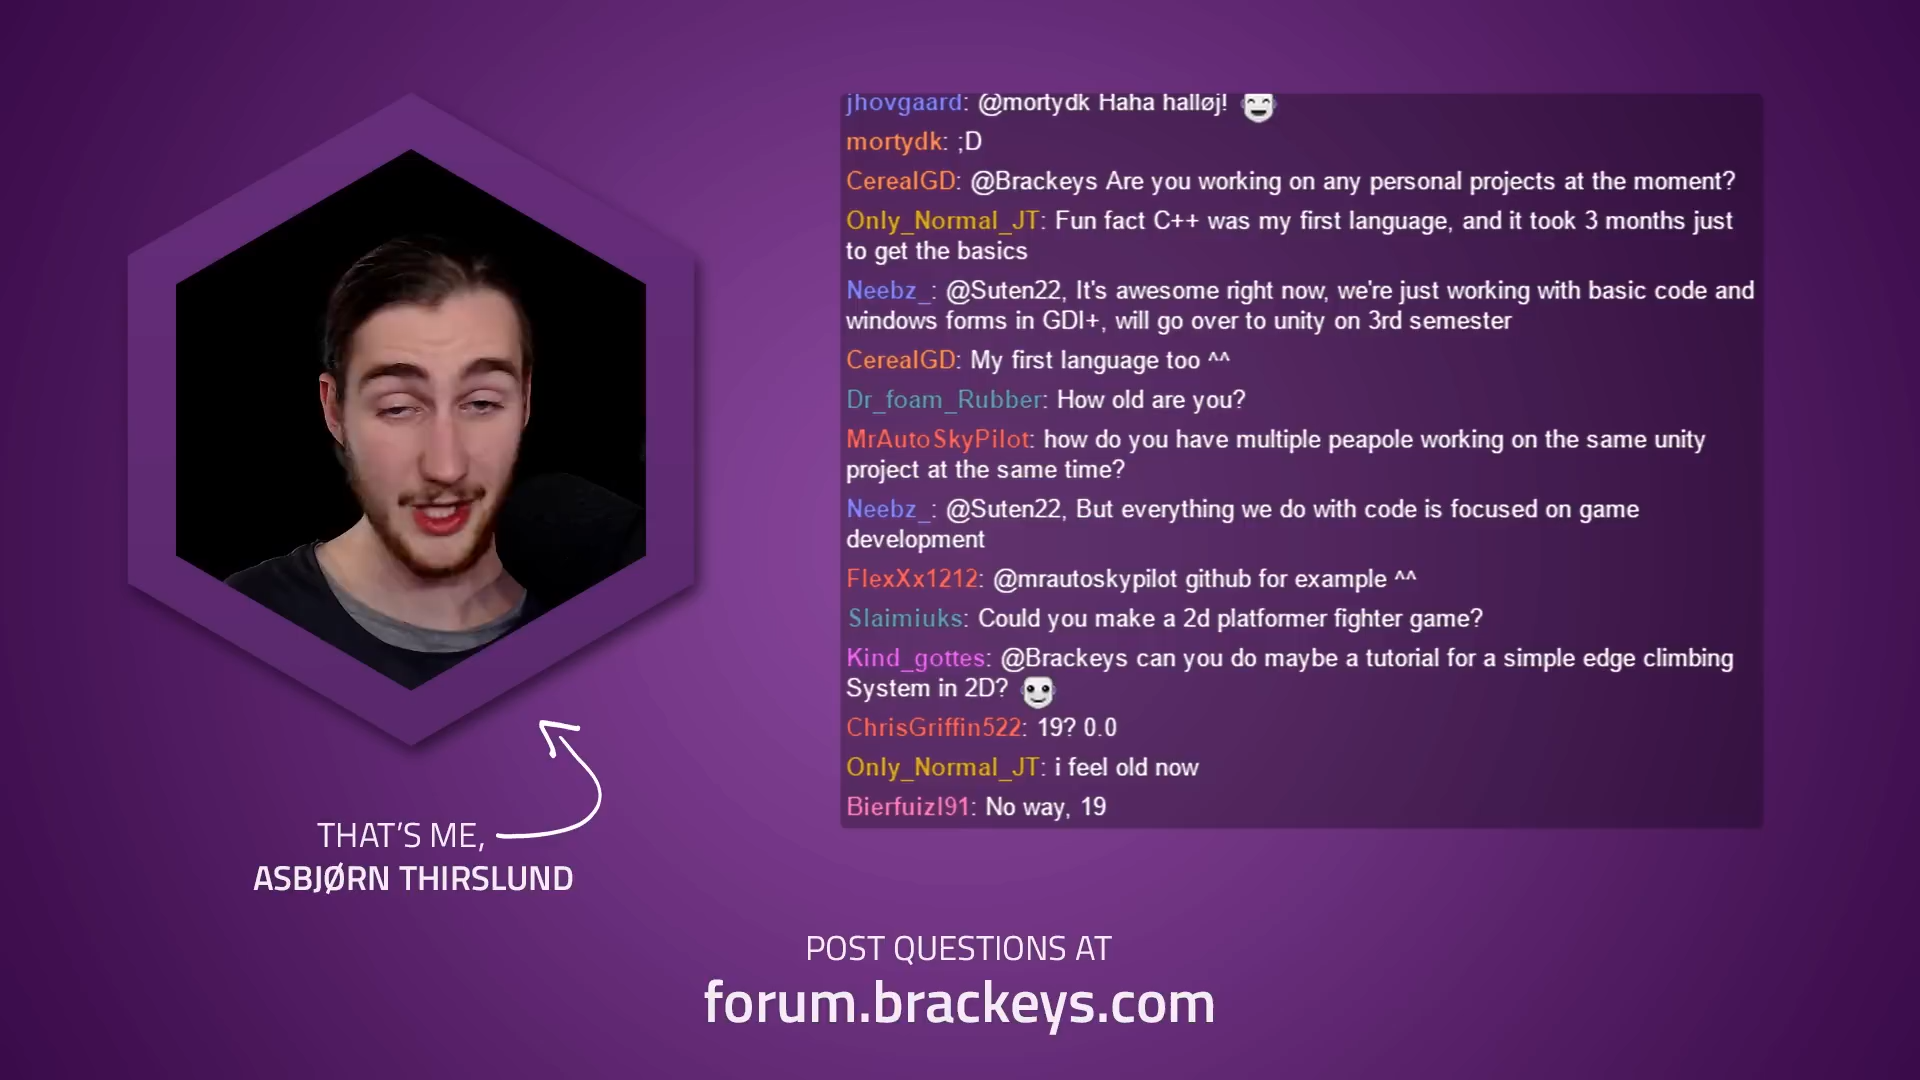 jhovgaard: @mortydk Haha halløj!
mortydk: ;D
CerealGD: @Brackeys Are you working on any personal projects at the moment?
Only_Normal_JT: Fun fact C++ was my first language, and it took 3 months just
to get the basics
Neebz_: @Suten22, It's awesome right now, we're just working with basic code and
windows forms in GDI+, will go over to unity on 3rd semester
CerealGD: My first language too ^^
Dr_foam_Rubber: How old are you?
MrAutoSkyPilot: how do you have multiple peapole working on the same unity
project at the same time?
Neebz_: @Suten22, But everything we do with code is focused on game
development
FlexXx1212: @mrautoskypilot github for example ^^
Slaimiuks: Could you make a 2d platformer fighter game?
Kind_gottes: @Brackeys can you do maybe a tutorial for a simple edge climbing
System in 2D?
ChrisGriffin522: 19? 0.0
Only_Normal_JT: i feel old now
Bierfuizl91: No way, 19
THAT'S ME,
ASBJØRN THIRSLUND
POST QUESTIONS AT
forum.brackeys.com